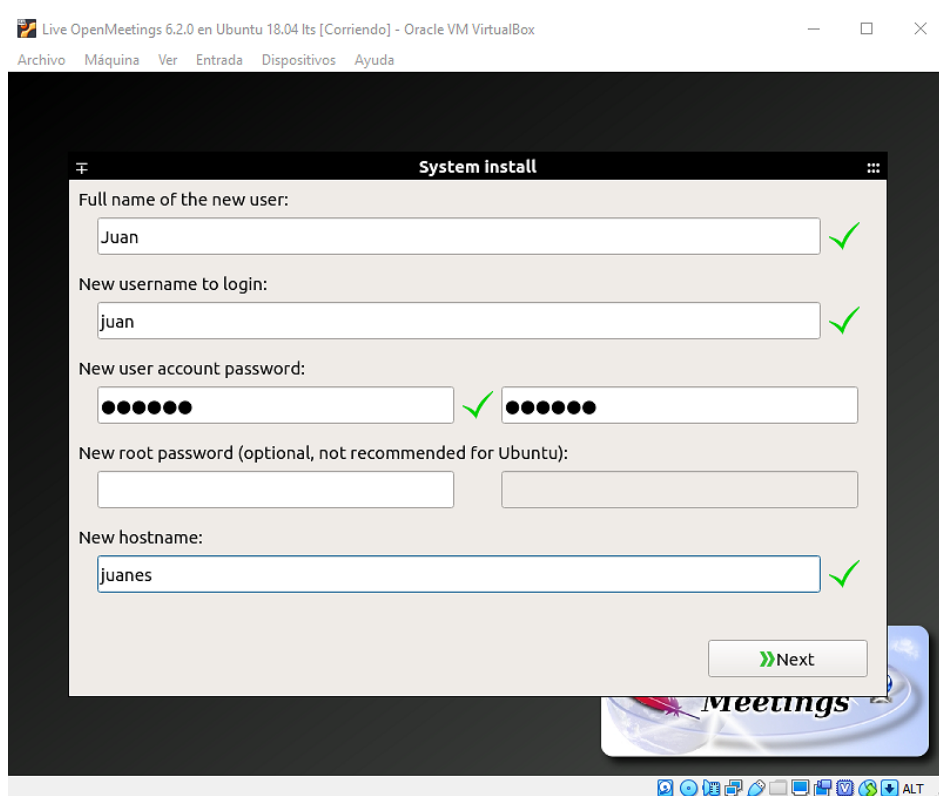 Live OpenMeetings 6.2.0 en Ubuntu 18.04 lts [Corriendo] - Oracle VM VirtualBox
Archivo Máquina Ver Entrada Dispositivos Ayuda
System install
Full name of the new user:
Juan
New username to login:
juan
New user account password:
●●●●●● ●●●●●●
New root password (optional, not recommended for Ubuntu):
New hostname:
juanes
Next
Meetings
ALT